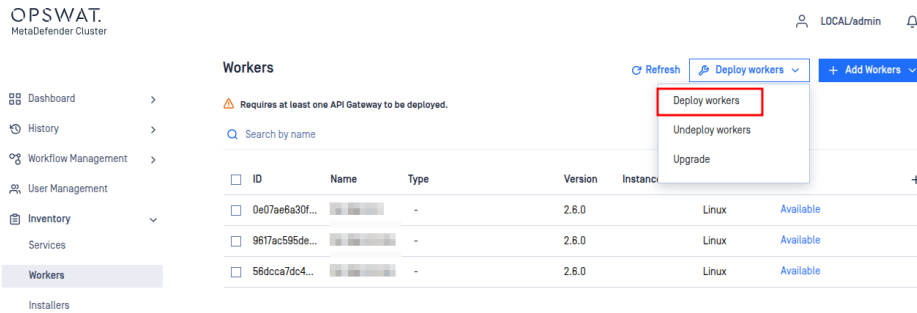 OPSWAT.
MetaDefender Cluster
LOCAL/admin
Workers
Refresh
Deploy workers
+ Add Workers
Requires at least one API Gateway to be deployed.
Deploy workers
Search by name
Undeploy workers
Upgrade
Dashboard
History
Workflow Management
User Management
Inventory
Services
Workers
Installers
ID Name Type Version Instance
0e07ae6a30f... - 2.6.0 Linux Available
9617ac595de... - 2.6.0 Linux Available
56dcca7dc4... - 2.6.0 Linux Available